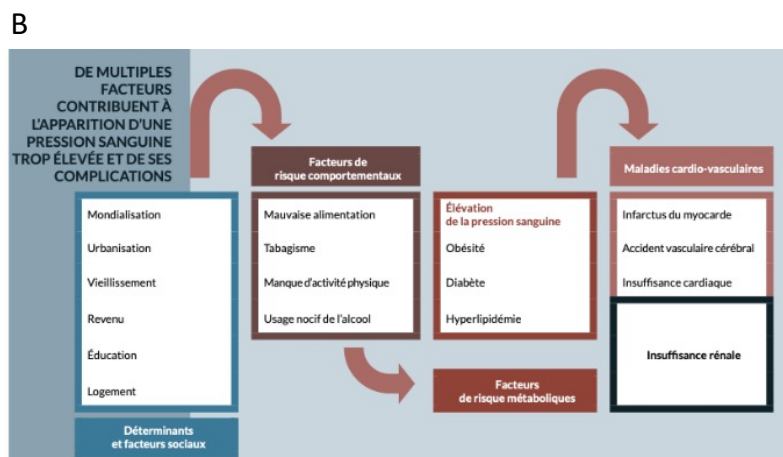 B
DE MULTIPLES
FACTEURS
CONTRIBUENT À
L'APPARITION D'UNE
PRESSION SANGUINE
TROP ÉLEVÉE ET DE SES
COMPLICATIONS
Mondialisation
Urbanisation
Vieillissement
Revenu
Éducation
Logement
Déterminants
et facteurs sociaux
Facteurs de
risque comportementaux
Mauvaise alimentation
Tabagisme
Manque d'activité physique
Usage nocif de l'alcool
Élévation
de la pression sanguine
Obésité
Diabète
Hyperlipidémie
Facteurs
de risque métaboliques
Maladies cardio-vasculaires
Infarctus du myocarde
Accident vasculaire cérébral
Insuffisance cardiaque
Insuffisance rénale